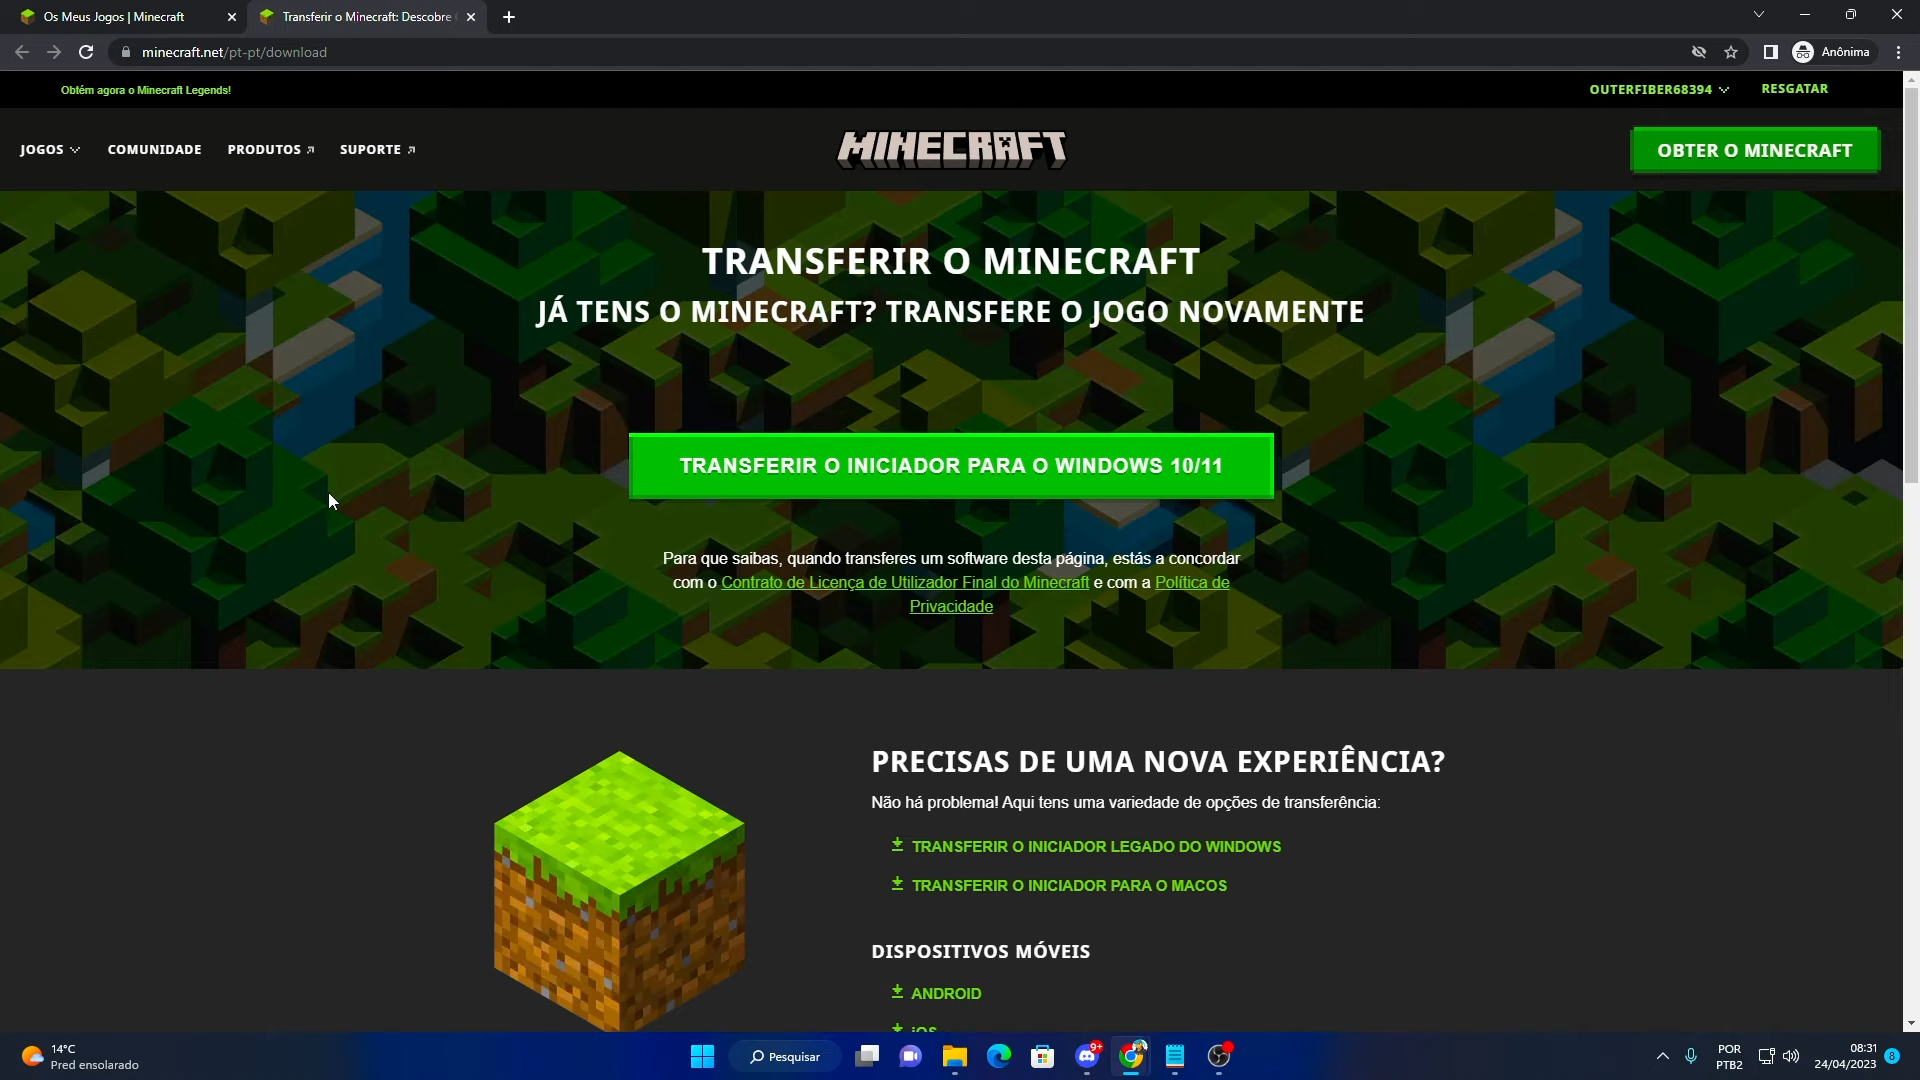 Os Meus Jogos | Minecraft
Transferir o Minecraft: Descobre
minecraft.net/pt-pt/download
Anônima
Obtém agora o Minecraft Legends!
OUTERFIBER68394
RESGATAR
JOGOS
COMUNIDADE
PRODUTOS
SUPORTE
MINECRAFT
OBTER O MINECRAFT
TRANSFERIR O MINECRAFT
JÁ TENS O MINECRAFT? TRANSFERE O JOGO NOVAMENTE
TRANSFERIR O INICIADOR PARA O WINDOWS 10/11
Para que saibas, quando transferes um software desta página, estás a concordar
com o Contrato de Licença de Utilizador Final do Minecraft e com a Política de
Privacidade
PRECISAS DE UMA NOVA EXPERIÊNCIA?
Não há problema! Aqui tens uma variedade de opções de transferência:
TRANSFERIR O INICIADOR LEGADO DO WINDOWS
TRANSFERIR O INICIADOR PARA O MACOS
DISPOSITIVOS MÓVEIS
ANDROID
iOS
14°C
Pred ensolarado
Pesquisar
9+
POR
PTB2
08:31
24/04/2023
8